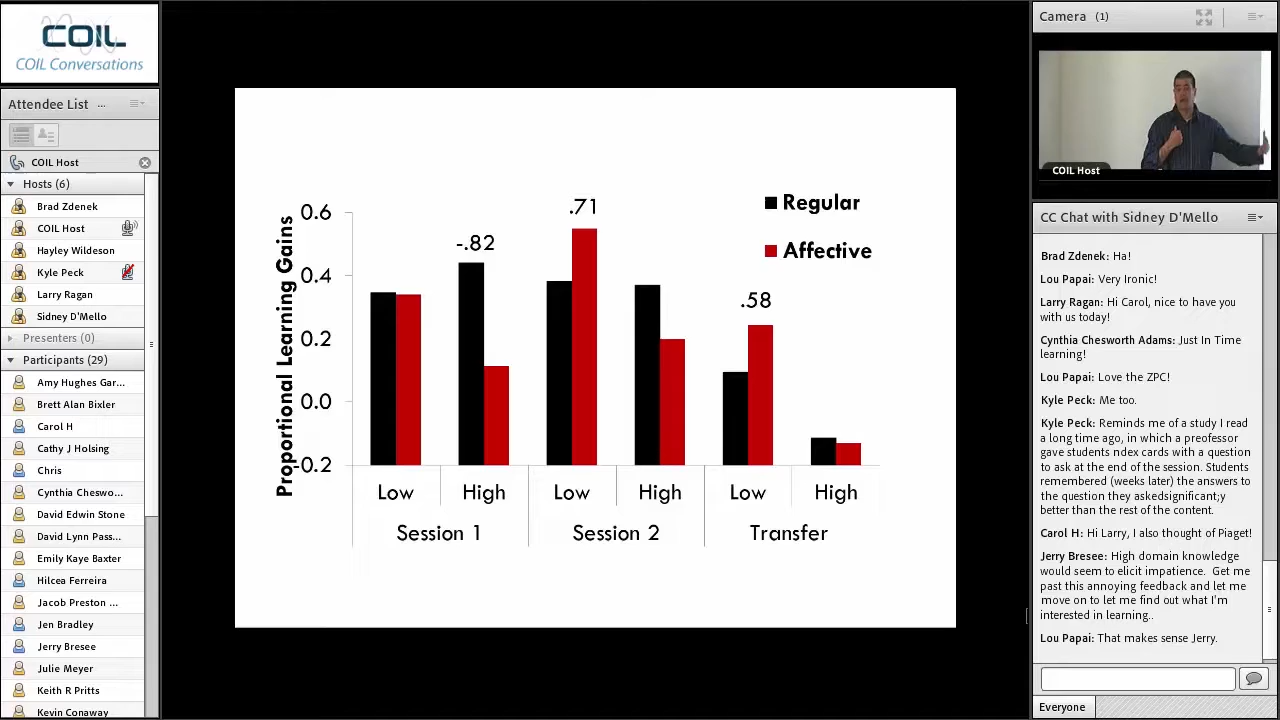 COIL
COIL Conversations
Attendee List ...
COIL Host
Hosts (6)
Brad Zdenek
COIL Host
Hayley Wildeson
Kyle Peck
Larry Ragan
Sidney D'Mello
Presenters (0)
Participants (29)
Amy Hughes Gar...
Brett Alan Bixler
Carol H
Cathy J Holsing
Chris
Cynthia Cheswo...
David Edwin Stone
David Lynn Pass...
Emily Kaye Baxter
Hilcea Ferreira
Jacob Preston ...
Jen Bradley
Jerry Bresee
Julie Meyer
Keith R Pritts
Kevin Conaway
Proportional Learning Gains
0.6
0.4
0.2
0.0
-0.2
-.82
.71
.58
Regular
Affective
Low High Low High Low High
Session 1 Session 2 Transfer
Camera (1)
COIL Host
CC Chat with Sidney D'Mello
Brad Zdenek: Ha!
Lou Papai: Very Ironic!
Larry Ragan: Hi Carol, nice to have you
with us today!
Cynthia Chesworth Adams: Just In Time
learning!
Lou Papai: Love the ZPC!
Kyle Peck: Me too.
Kyle Peck: Reminds me of a study I read
a long time ago, in which a preofessor
gave students ndex cards with a question
to ask at the end of the session. Students
remembered (weeks later) the answers to
the question they askedsignificant;y
better than the rest of the content.
Carol H: Hi Larry, I also thought of Piaget!
Jerry Bresee: High domain knowledge
would seem to elicit impatience. Get me
past this annoying feedback and let me
move on to let me find out what I'm
interested in learning..
Lou Papai: That makes sense Jerry.
Everyone